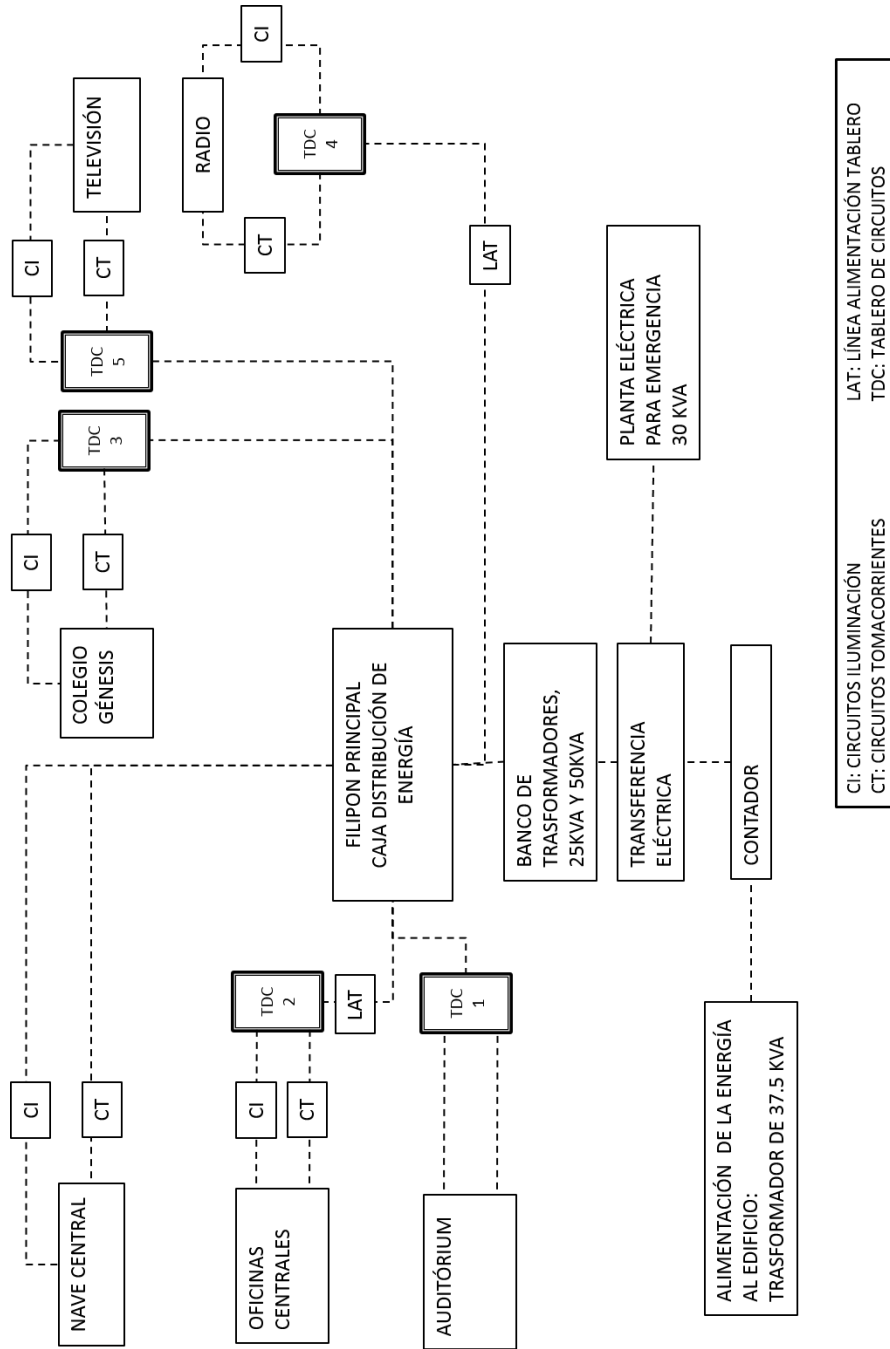 NAVE CENTRAL
CI
CT
COLEGIO
GÉNESIS
CI
CT
TDC
3
TDC
5
CI
CT
TELEVISIÓN
OFICINAS
CENTRALES
CI
CT
TDC
2
LAT
RADIO
CT
CI
TDC
4
FILIPON PRINCIPAL
CAJA DISTRIBUCIÓN DE
ENERGÍA
AUDITÓRIUM
TDC
1
LAT
BANCO DE
TRASFORMADORES,
25KVA Y 50KVA
TRANSFERENCIA
ELÉCTRICA
PLANTA ELÉCTRICA
PARA EMERGENCIA
30 KVA
CONTADOR
ALIMENTACIÓN DE LA ENERGÍA
AL EDIFICIO:
TRASFORMADOR DE 37.5 KVA
CI: CIRCUITOS ILUMINACIÓN
CT: CIRCUITOS TOMACORRIENTES
LAT: LÍNEA ALIMENTACIÓN TABLERO
TDC: TABLERO DE CIRCUITOS